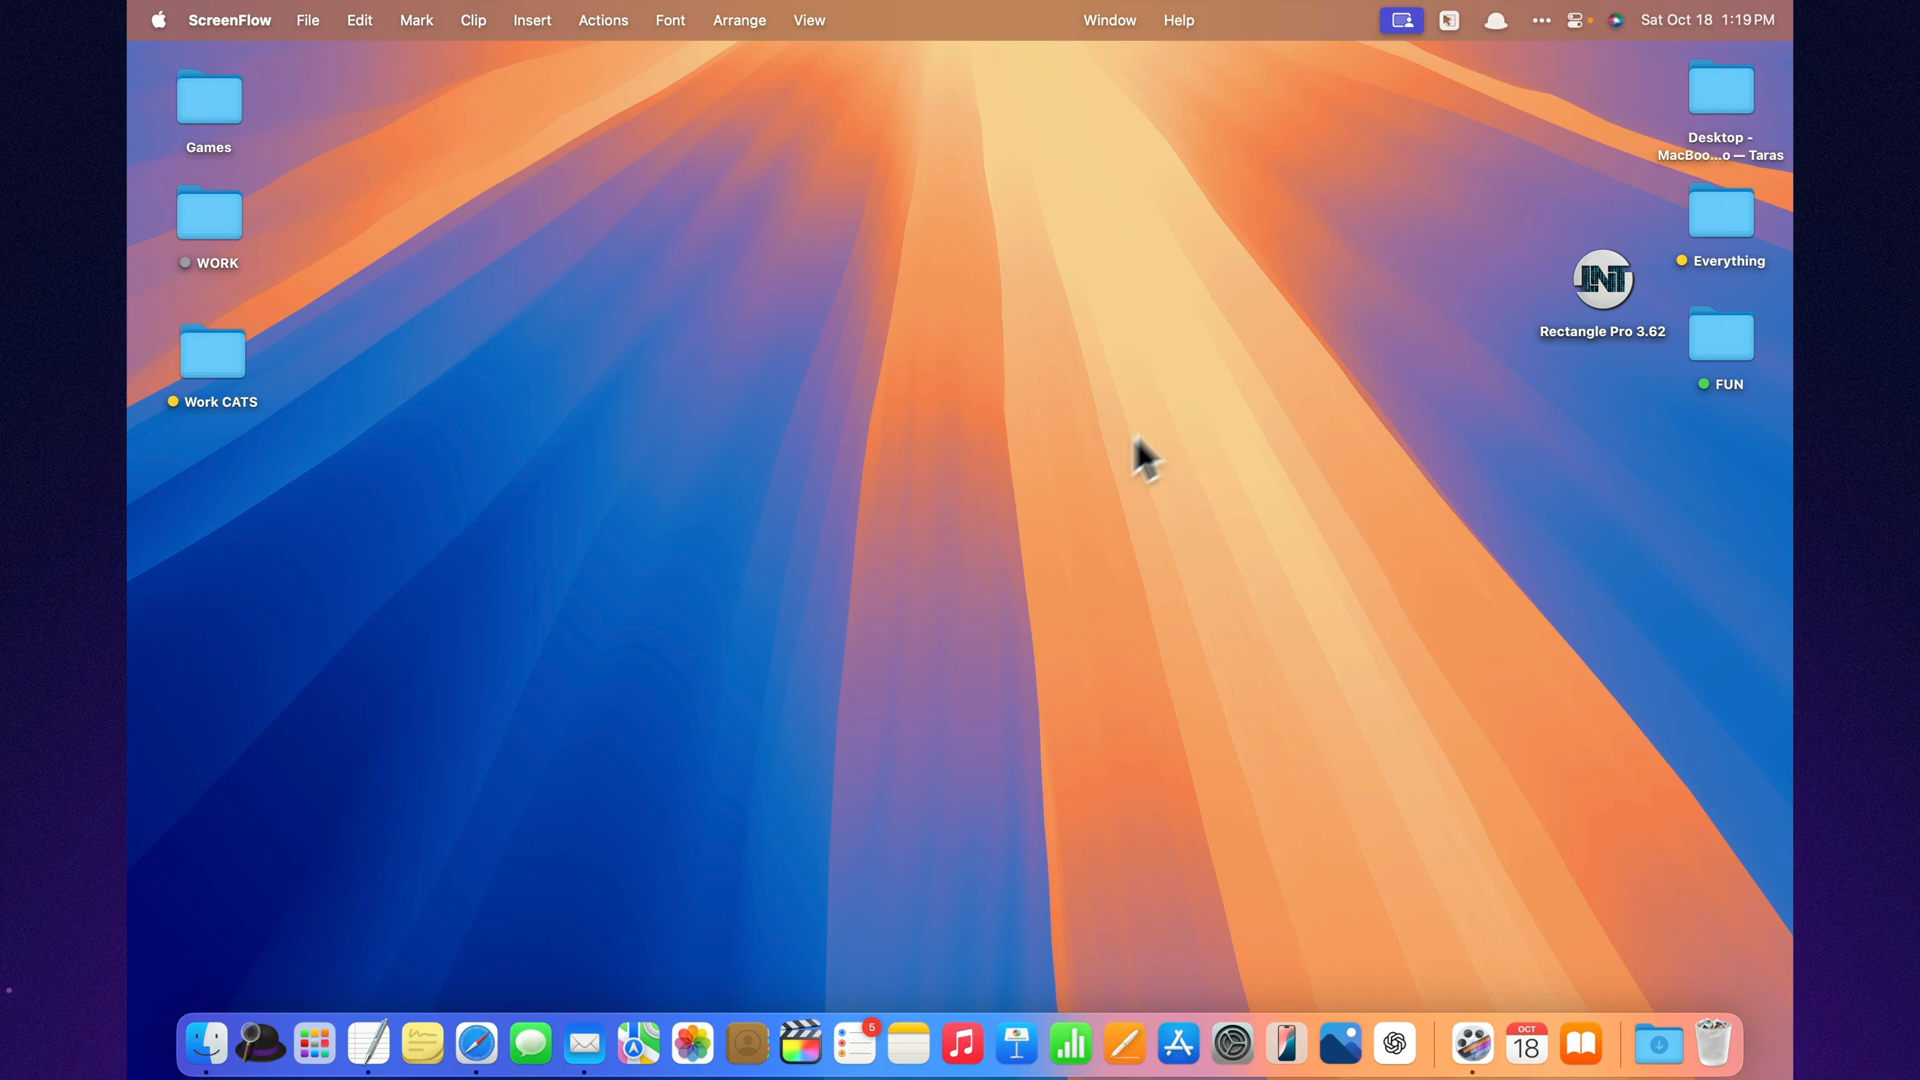 ScreenFlow File Edit Mark Clip Insert Actions Font Arrange View Window Help Sat Oct 18 1:19 PM
Games
WORK
Work CATS
Desktop -
MacBoo...o — Taras
Everything
JNT
Rectangle Pro 3.62
FUN
5
OCT
18